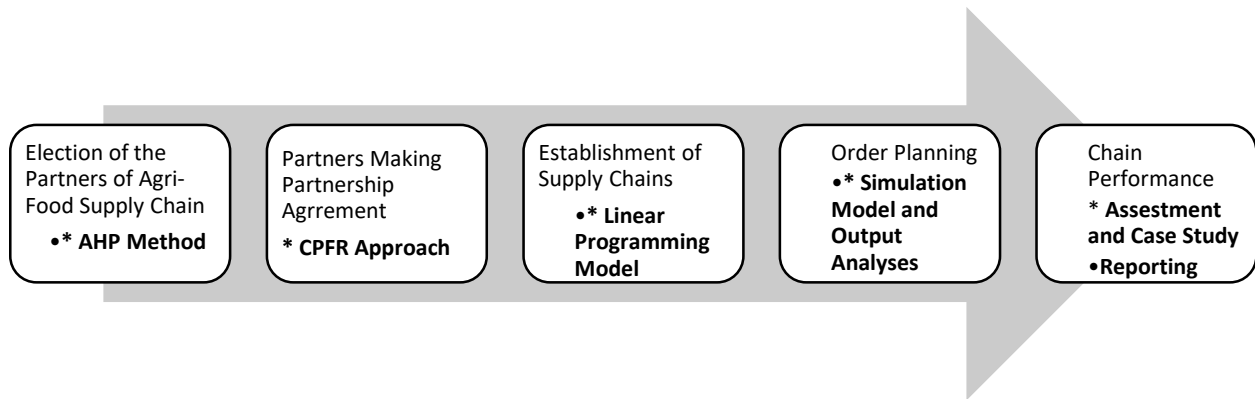 Election of the
Partners of Agri-
Food Supply Chain
•* AHP Method
Partners Making
Partnership
Agrrement
* CPFR Approach
Establishment of
Supply Chains
•* Linear
Programming
Model
Order Planning
•* Simulation
Model and
Output
Analyses
Chain
Performance
* Assestment
and Case Study
•Reporting